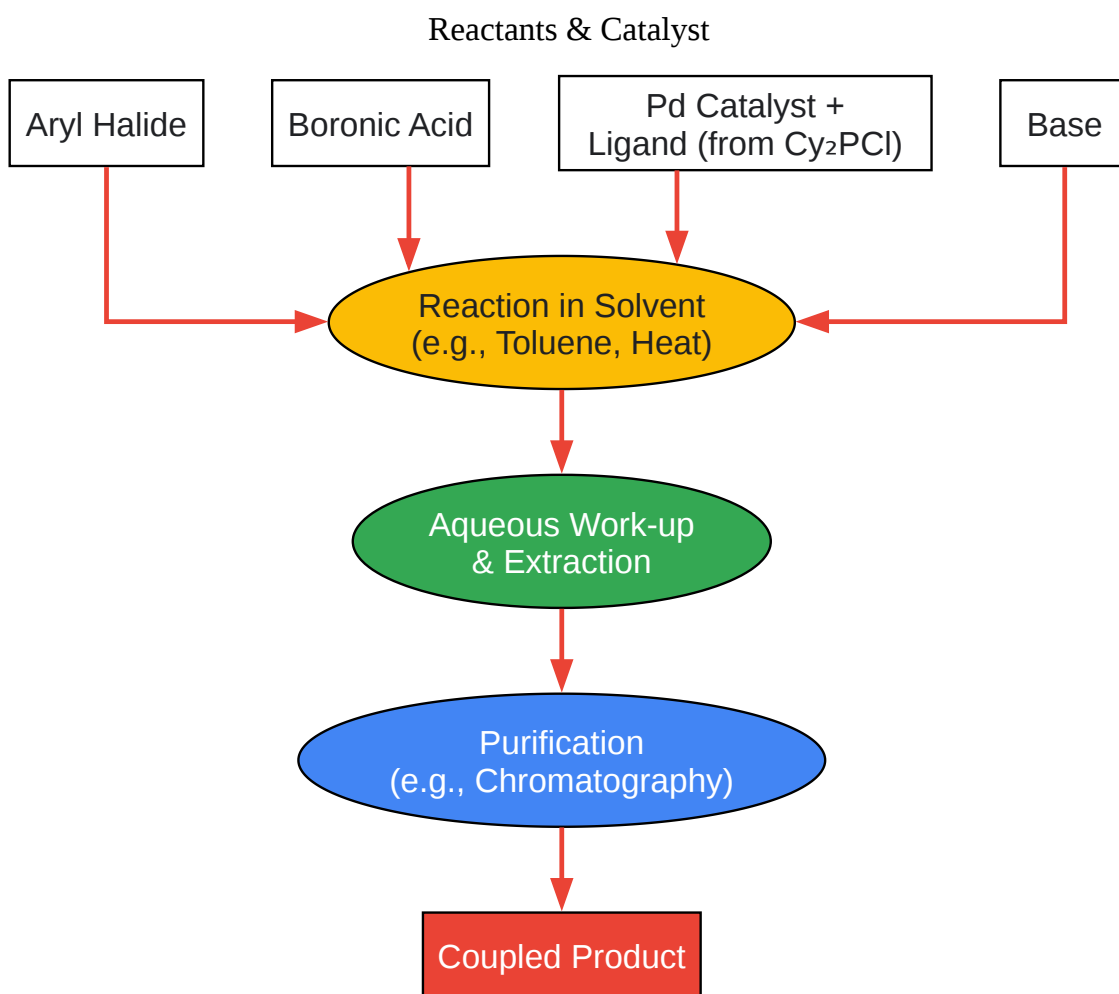 Reactants & Catalyst
Aryl Halide
Boronic Acid
Pd Catalyst +
Ligand (from Cy₂PCl)
Base
Reaction in Solvent
(e.g., Toluene, Heat)
Aqueous Work-up
& Extraction
Purification
(e.g., Chromatography)
Coupled Product